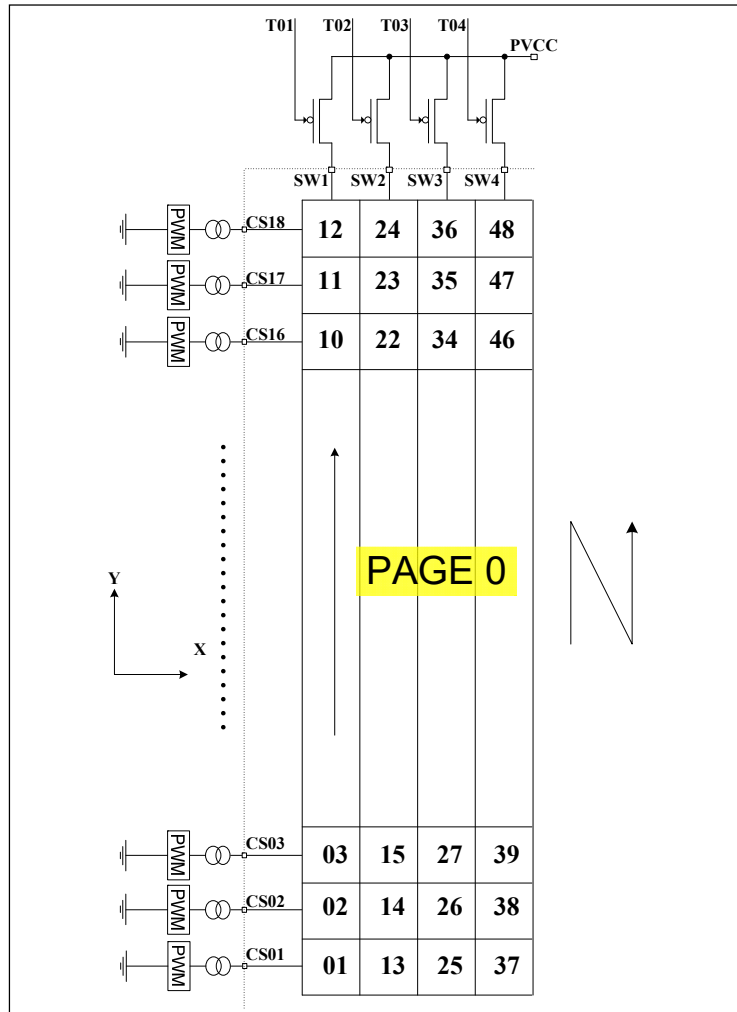 T01 T02 T03 T04
PVCC
SW1 SW2 SW3 SW4
PWM CS18 12 24 36 48
PWM CS17 11 23 35 47
PWM CS16 10 22 34 46
PAGE 0
Y
X
PWM CS03 03 15 27 39
PWM CS02 02 14 26 38
PWM CS01 01 13 25 37